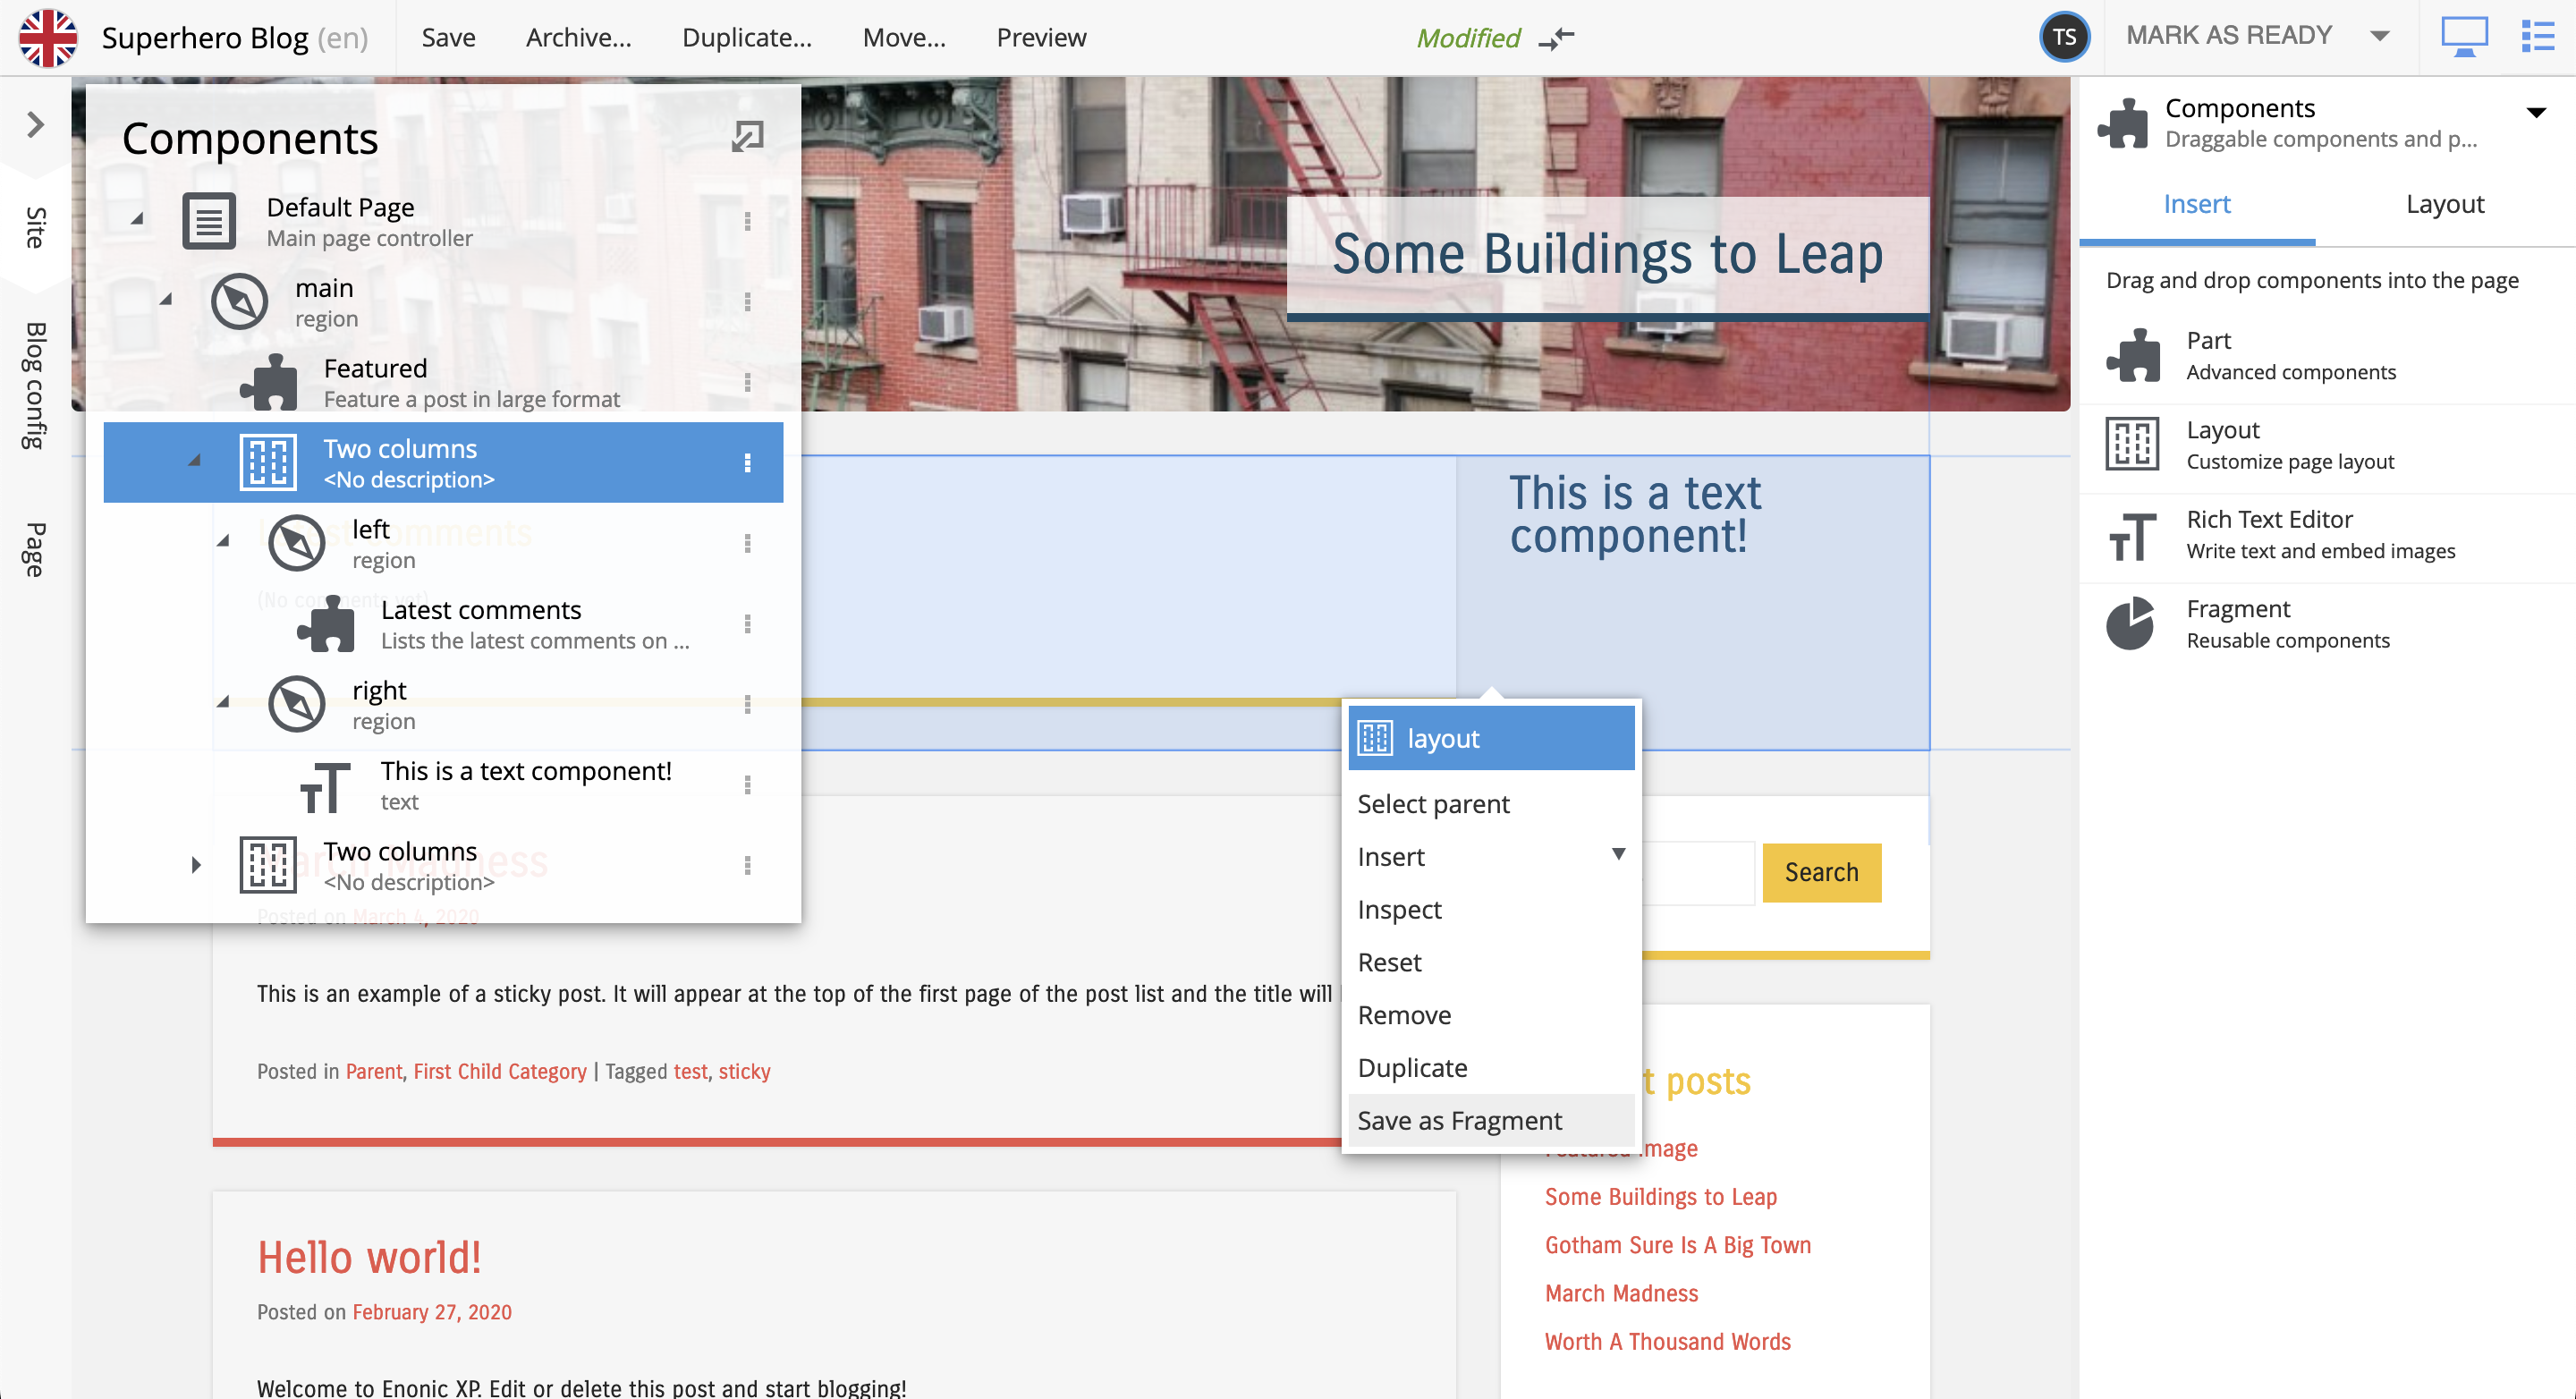 Superhero Blog (en)
Save
Archive...
Duplicate...
Move...
Preview
Modified
TS
MARK AS READY
Site
Blog config
Page
Components
Default Page
Main page controller
main
region
Featured
Feature a post in large format
Two columns
<No description>
left
region
Latest comments
Lists the latest comments on ...
right
region
This is a text component!
text
Two columns
<No description>
Some Buildings to Leap
This is a text
component!
layout
Select parent
Insert
Inspect
Reset
Remove
Duplicate
Save as Fragment
Search
Posted on March 4, 2020
This is an example of a sticky post. It will appear at the top of the first page of the post list and the title will
Posted in Parent, First Child Category | Tagged test, sticky
Hello world!
Posted on February 27, 2020
Welcome to Enonic XP. Edit or delete this post and start blogging!
posts
Some Buildings to Leap
Gotham Sure Is A Big Town
March Madness
Worth A Thousand Words
Components
Draggable components and p...
Insert
Layout
Drag and drop components into the page
Part
Advanced components
Layout
Customize page layout
Rich Text Editor
Write text and embed images
Fragment
Reusable components